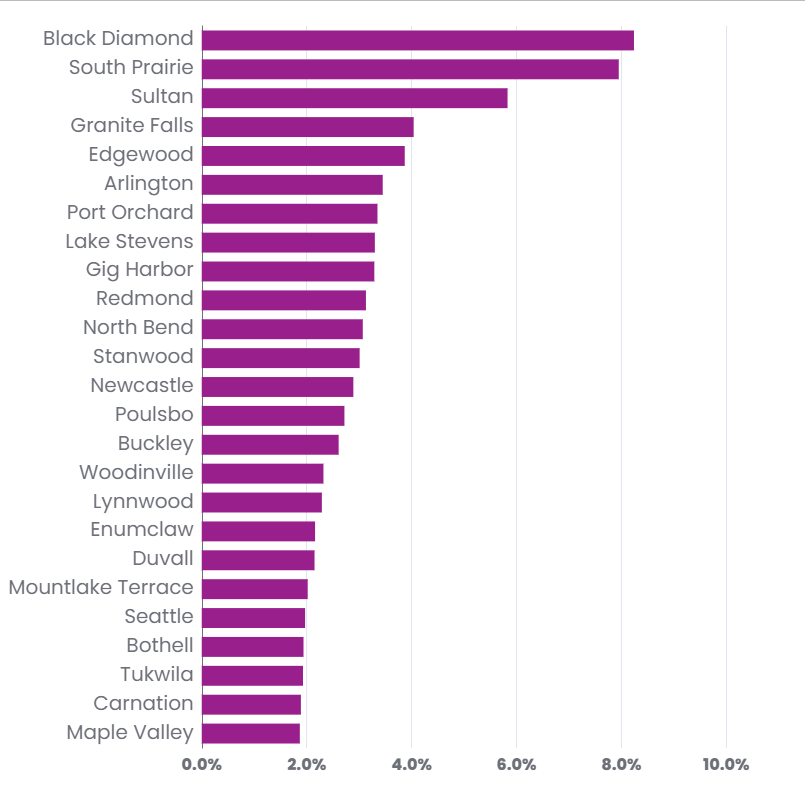 Black Diamond
South Prairie
Sultan
Granite Falls
Edgewood
Arlington
Port Orchard
Lake Stevens
Gig Harbor
Redmond
North Bend
Stanwood
Newcastle
Poulsbo
Buckley
Woodinville
Lynnwood
Enumclaw
Duvall
Mountlake Terrace
Seattle
Bothell
Tukwila
Carnation
Maple Valley
0.0% 2.0% 4.0% 6.0% 8.0% 10.0%